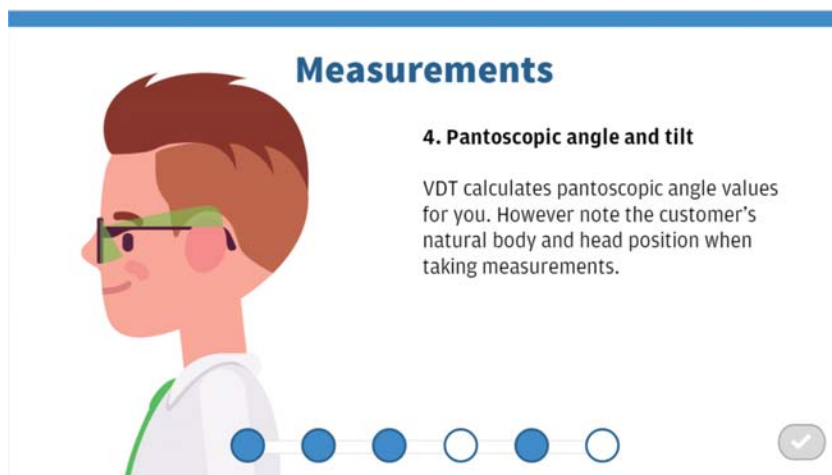 Measurements
4. Pantoscopic angle and tilt
VDT calculates pantoscopic angle values
for you. However note the customer's
natural body and head position when
taking measurements.